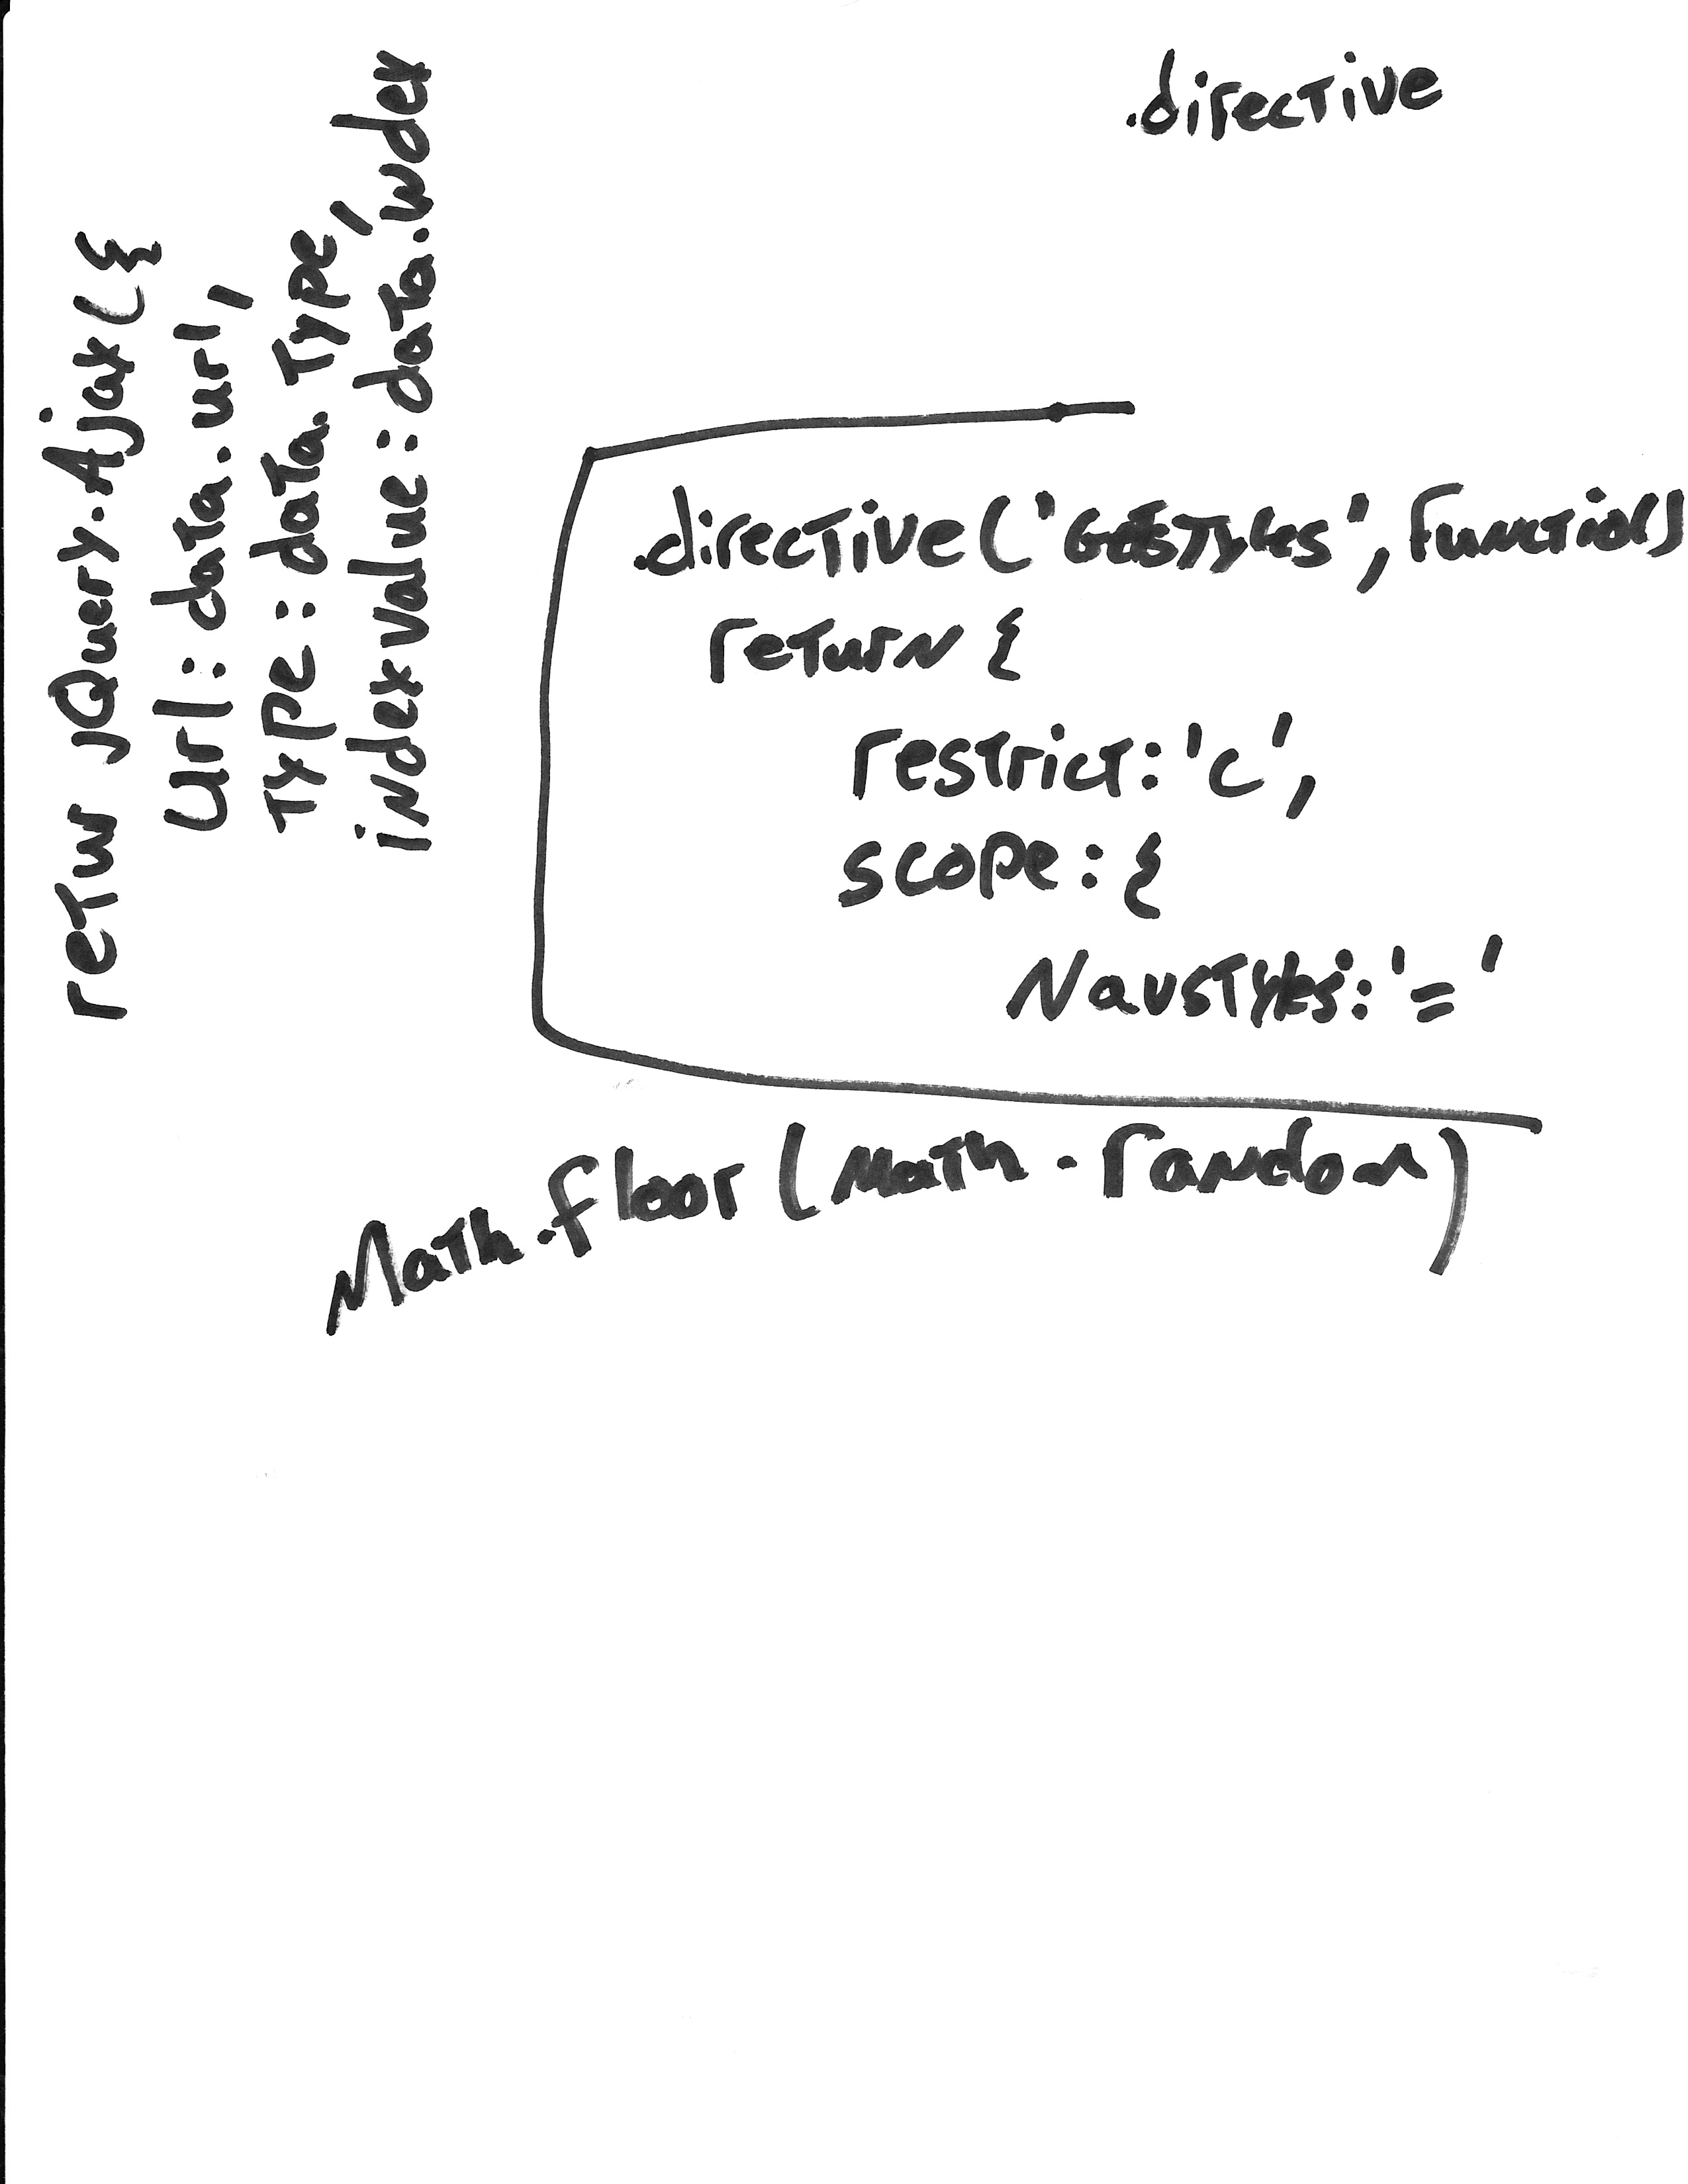 .directive
return jQuery.Ajax({
url: data.url,
Type: data.Type,
indexvalue: data.index
.directive('GetStyles', function()
return {
restrict: 'C',
scope: {
NavStyles: '='
Math.floor(Math.random)